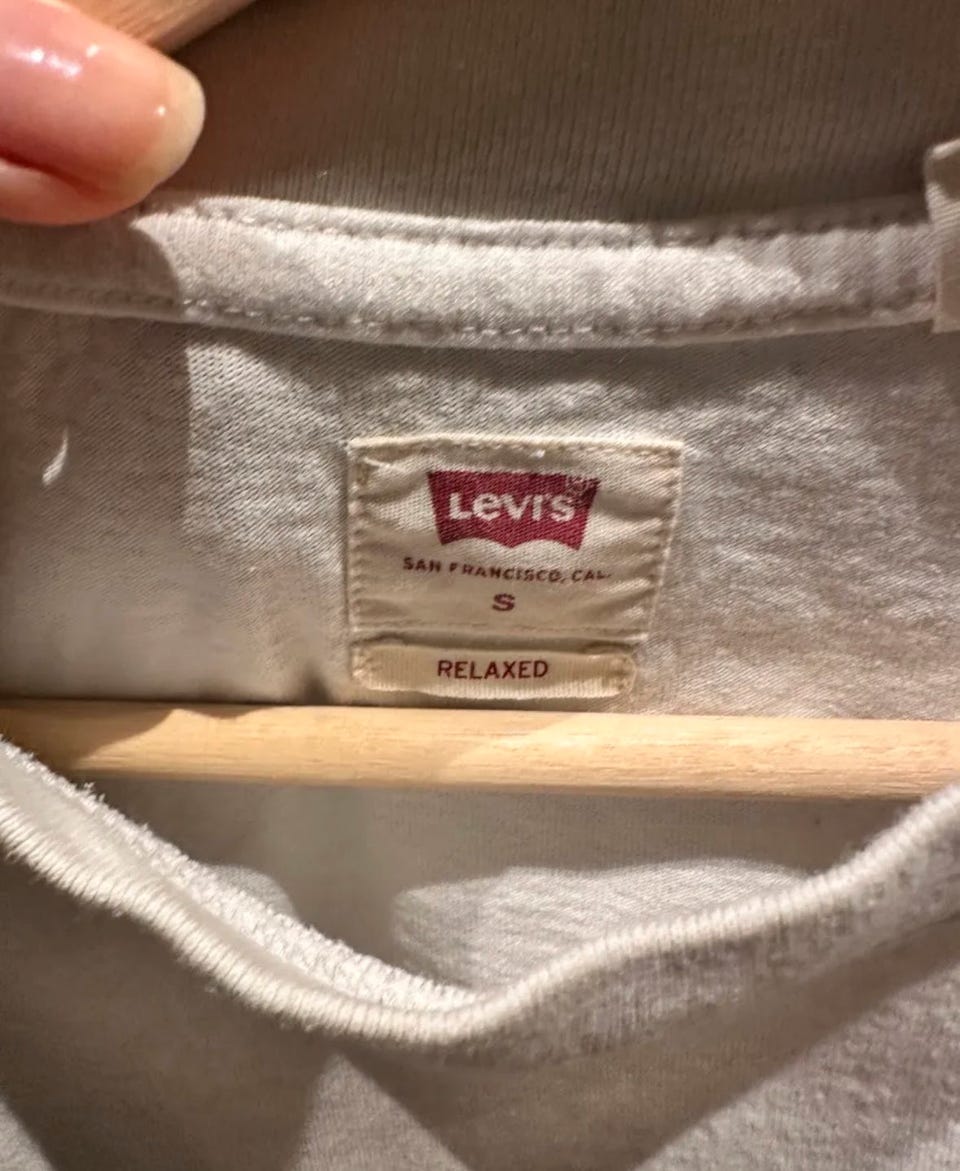 LEVI'S
SAN FRANCISCO, CAL.
S
RELAXED